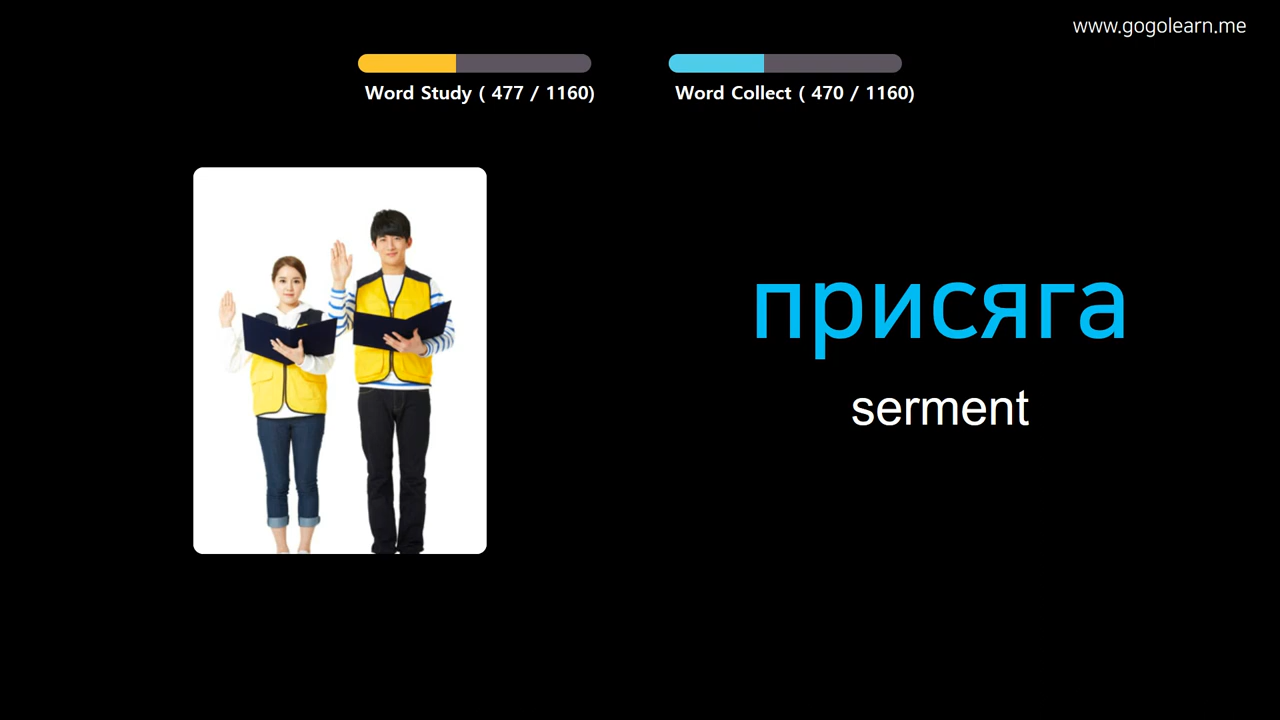 www.gogolearn.me
Word Study ( 477 / 1160)
Word Collect ( 470 / 1160)
присяга
serment